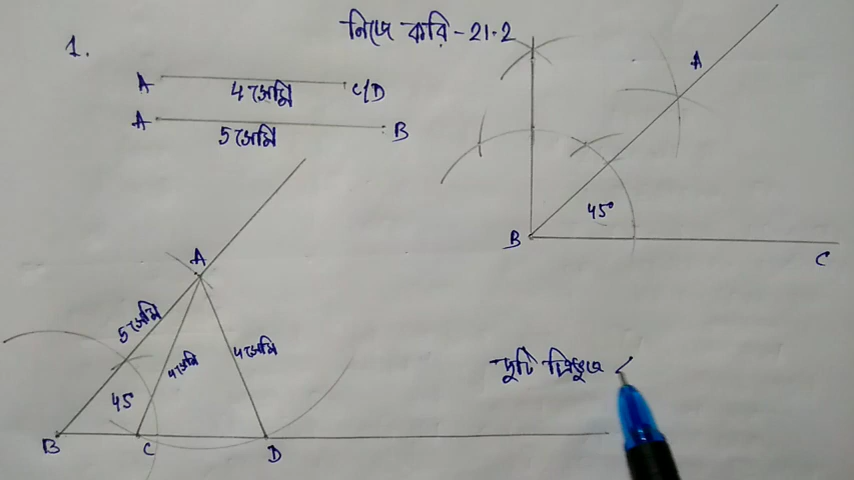 নিজে করি - 21.2
1.
A 4 সেমি C/D
A 5 সেমি B
A
45°
B
C
A
5 সেমি
4 সেমি
4 সেমি
45
B C D
দুটি ত্রিভুজ